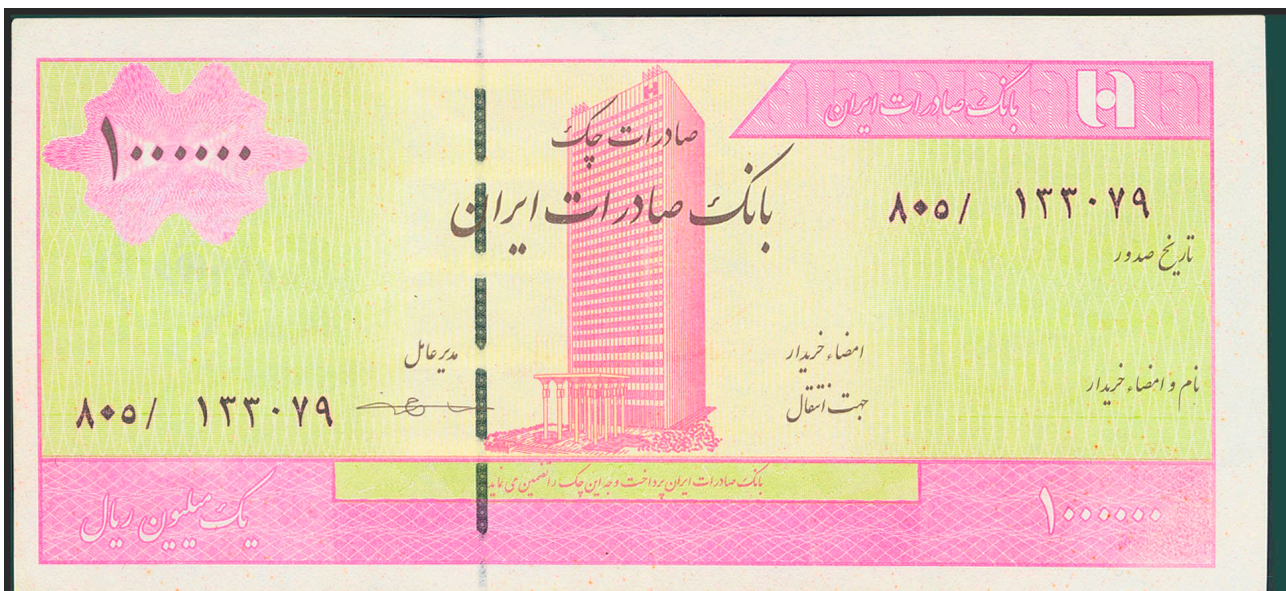 بانک صادرات ایران
۱۰۰۰۰۰۰
صادرات چک
بانک صادرات ایران
۸۰۵/ ۱۳۳۰۷۹
تاریخ صدور
مدیر عامل
امضاء خریدار
جهت انتقال
نام و امضاء خریدار
۸۰۵/ ۱۳۳۰۷۹
بانک صادرات ایران پرداخت وجه این چک را تضمین می نماید
یک میلیون ریال
۱۰۰۰۰۰۰